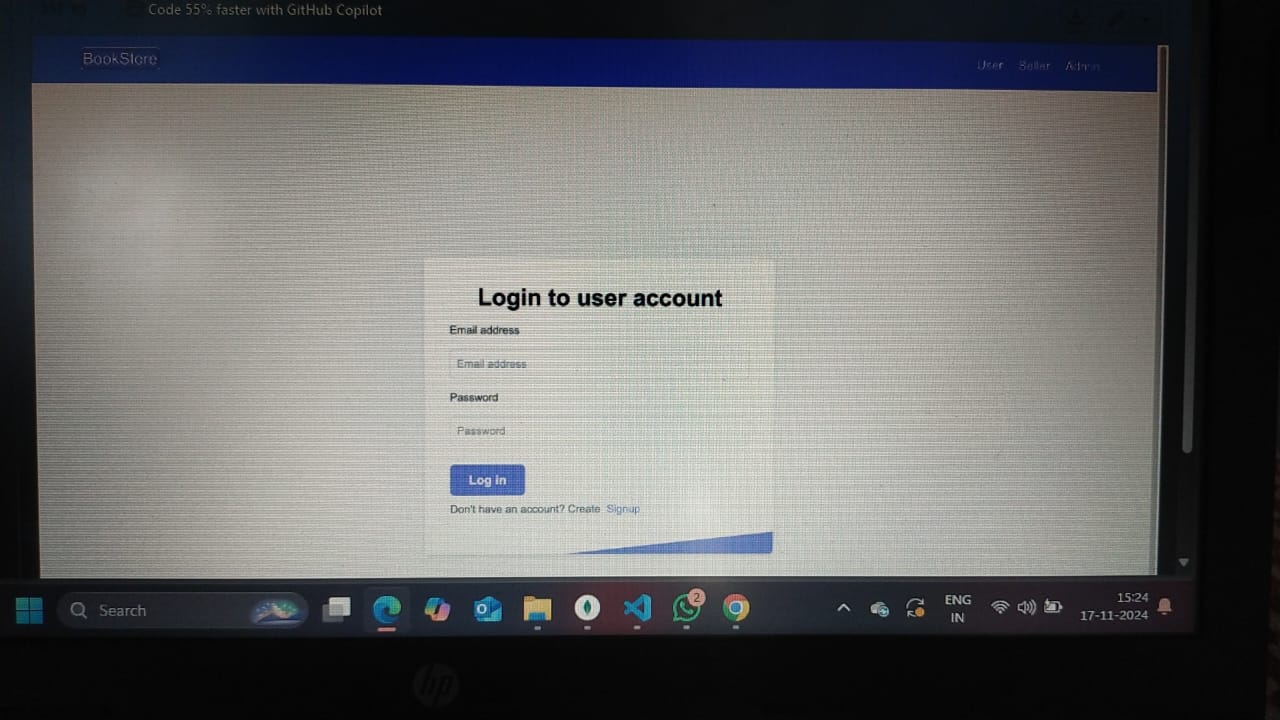 Code 55% faster with GitHub Copilot
BookStore
User Seller Admin
Login to user account
Email address
Email address
Password
Password
Log in
Don't have an account? Create Signup
Search
2
ENG
IN
15:24
17-11-2024
hp